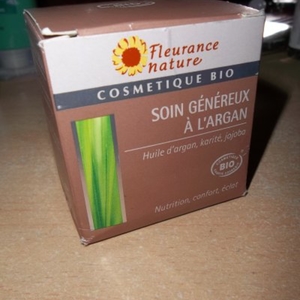 Fleurance
nature
COSMETIQUE BIO
SOIN GÉNÉREUX
À L'ARGAN
Huile d'argan, karité, jojoba
BIO
Nutrition, confort, éclat